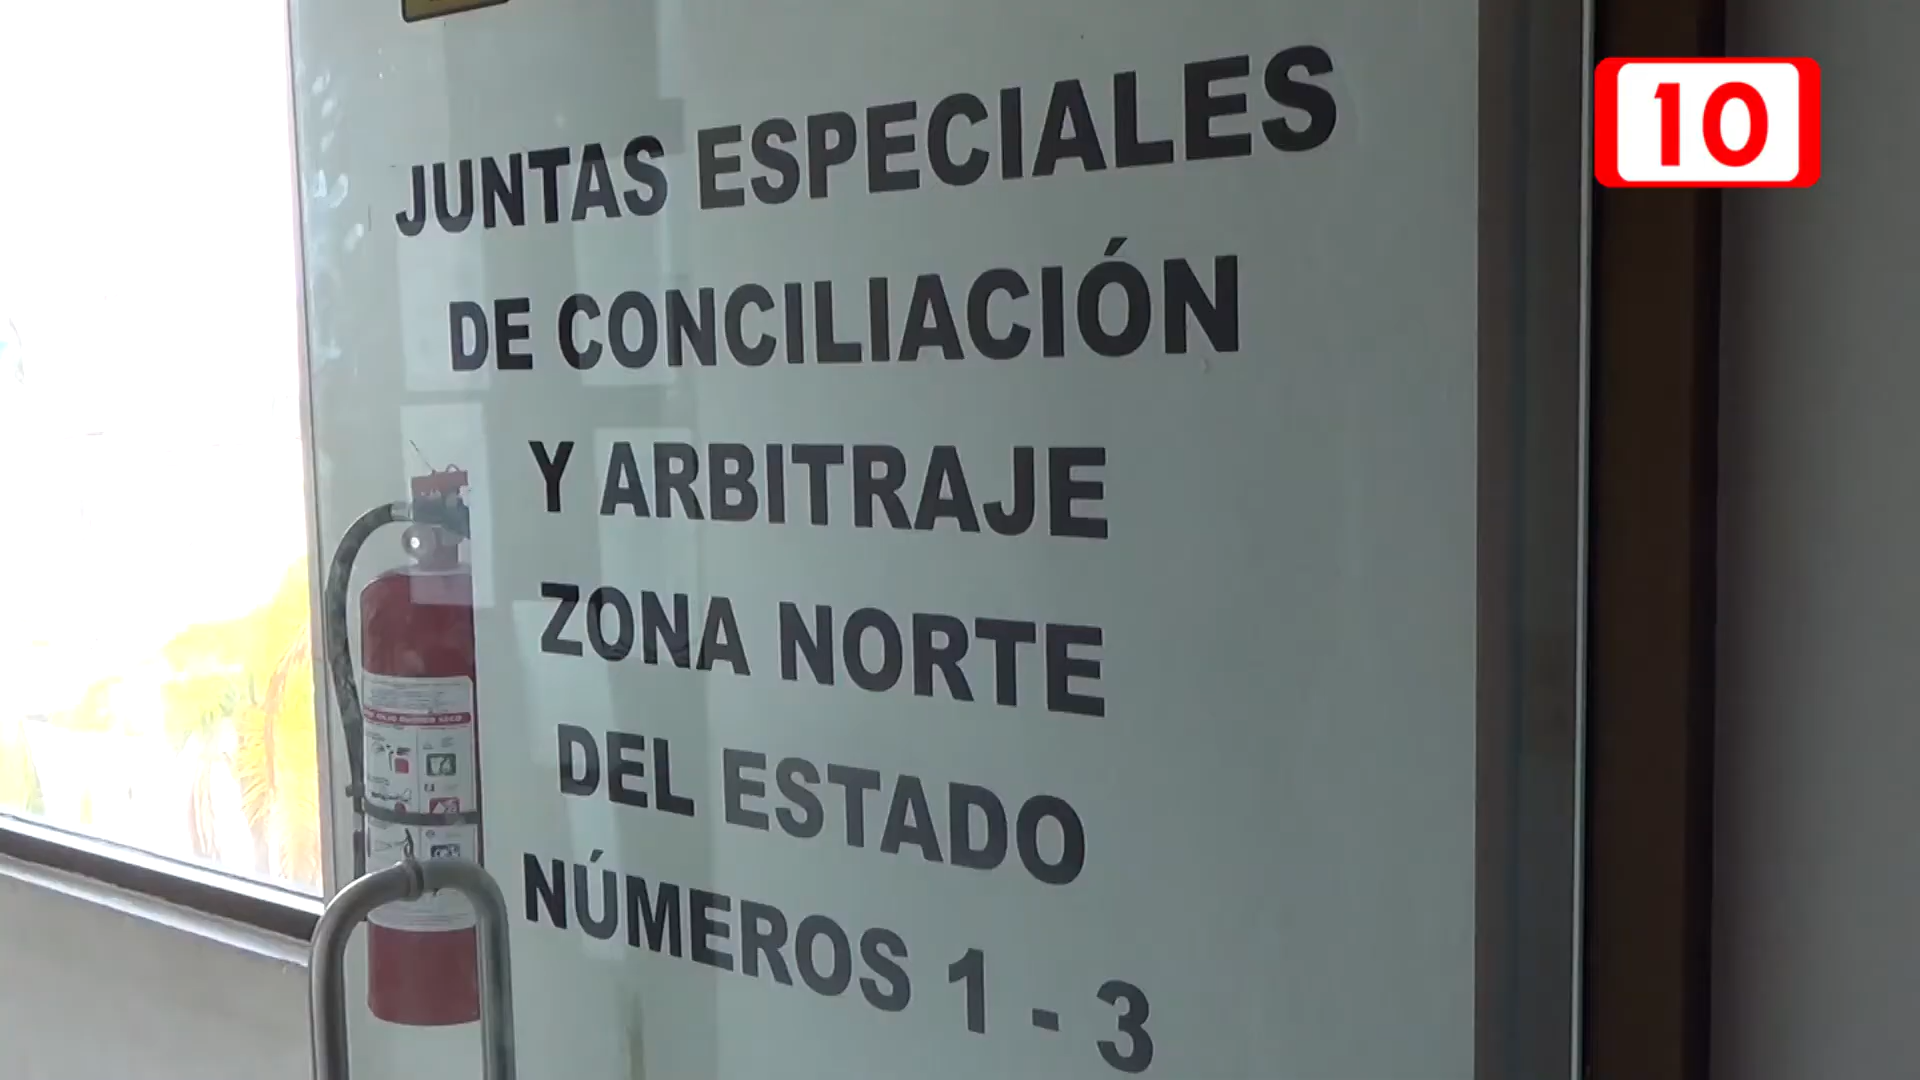 10
JUNTAS ESPECIALES
DE CONCILIACIÓN
Y ARBITRAJE
ZONA NORTE
DEL ESTADO
NÚMEROS 1 - 3